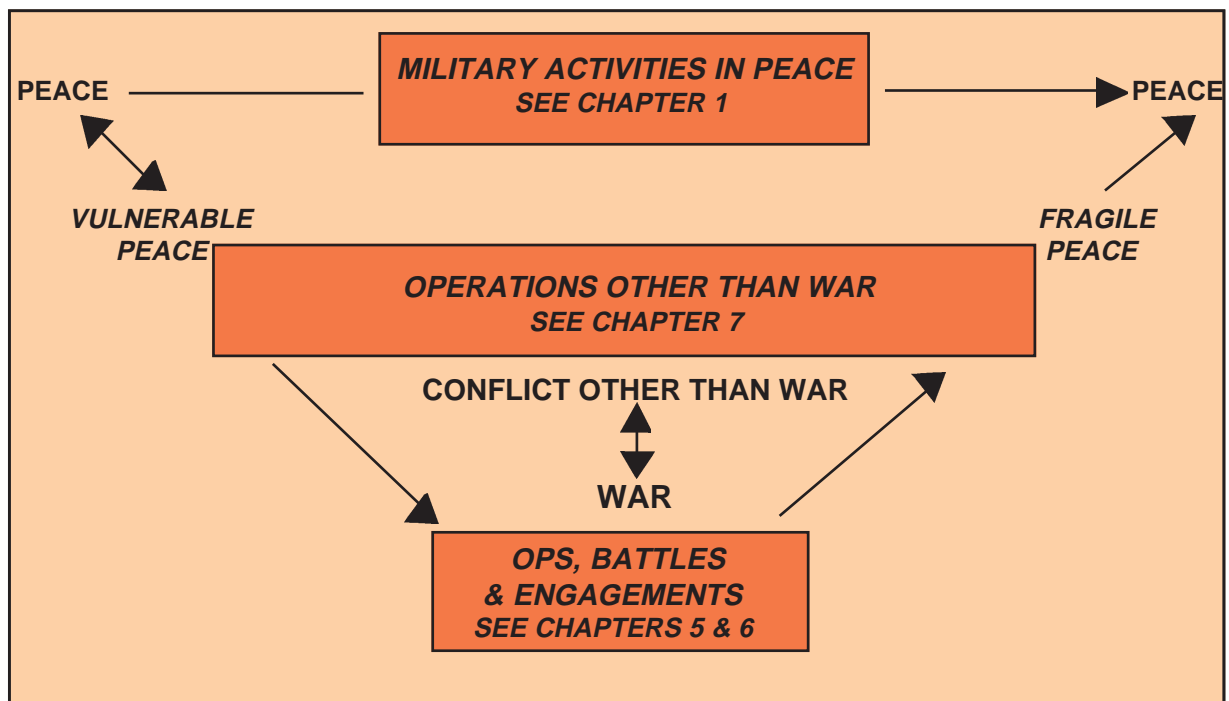 MILITARY ACTIVITIES IN PEACE
SEE CHAPTER 1
PEACE
PEACE
VULNERABLE
PEACE
FRAGILE
PEACE
OPERATIONS OTHER THAN WAR
SEE CHAPTER 7
CONFLICT OTHER THAN WAR
WAR
OPS, BATTLES
& ENGAGEMENTS
SEE CHAPTERS 5 & 6